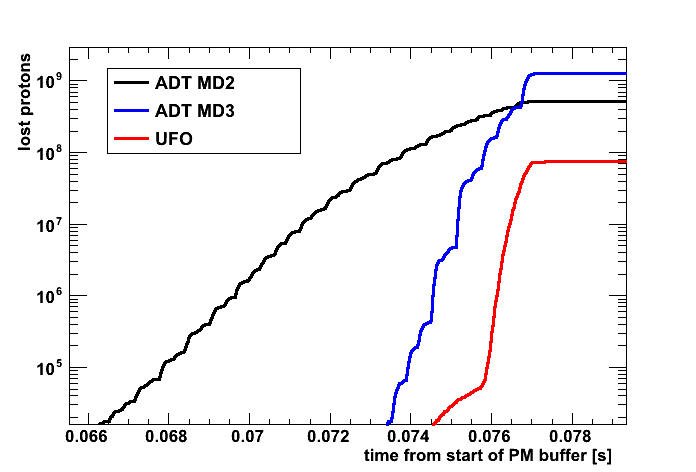 lost protons
10^9
10^8
10^7
10^6
10^5
ADT MD2
ADT MD3
UFO
0.066 0.068 0.07 0.072 0.074 0.076 0.078
time from start of PM buffer [s]